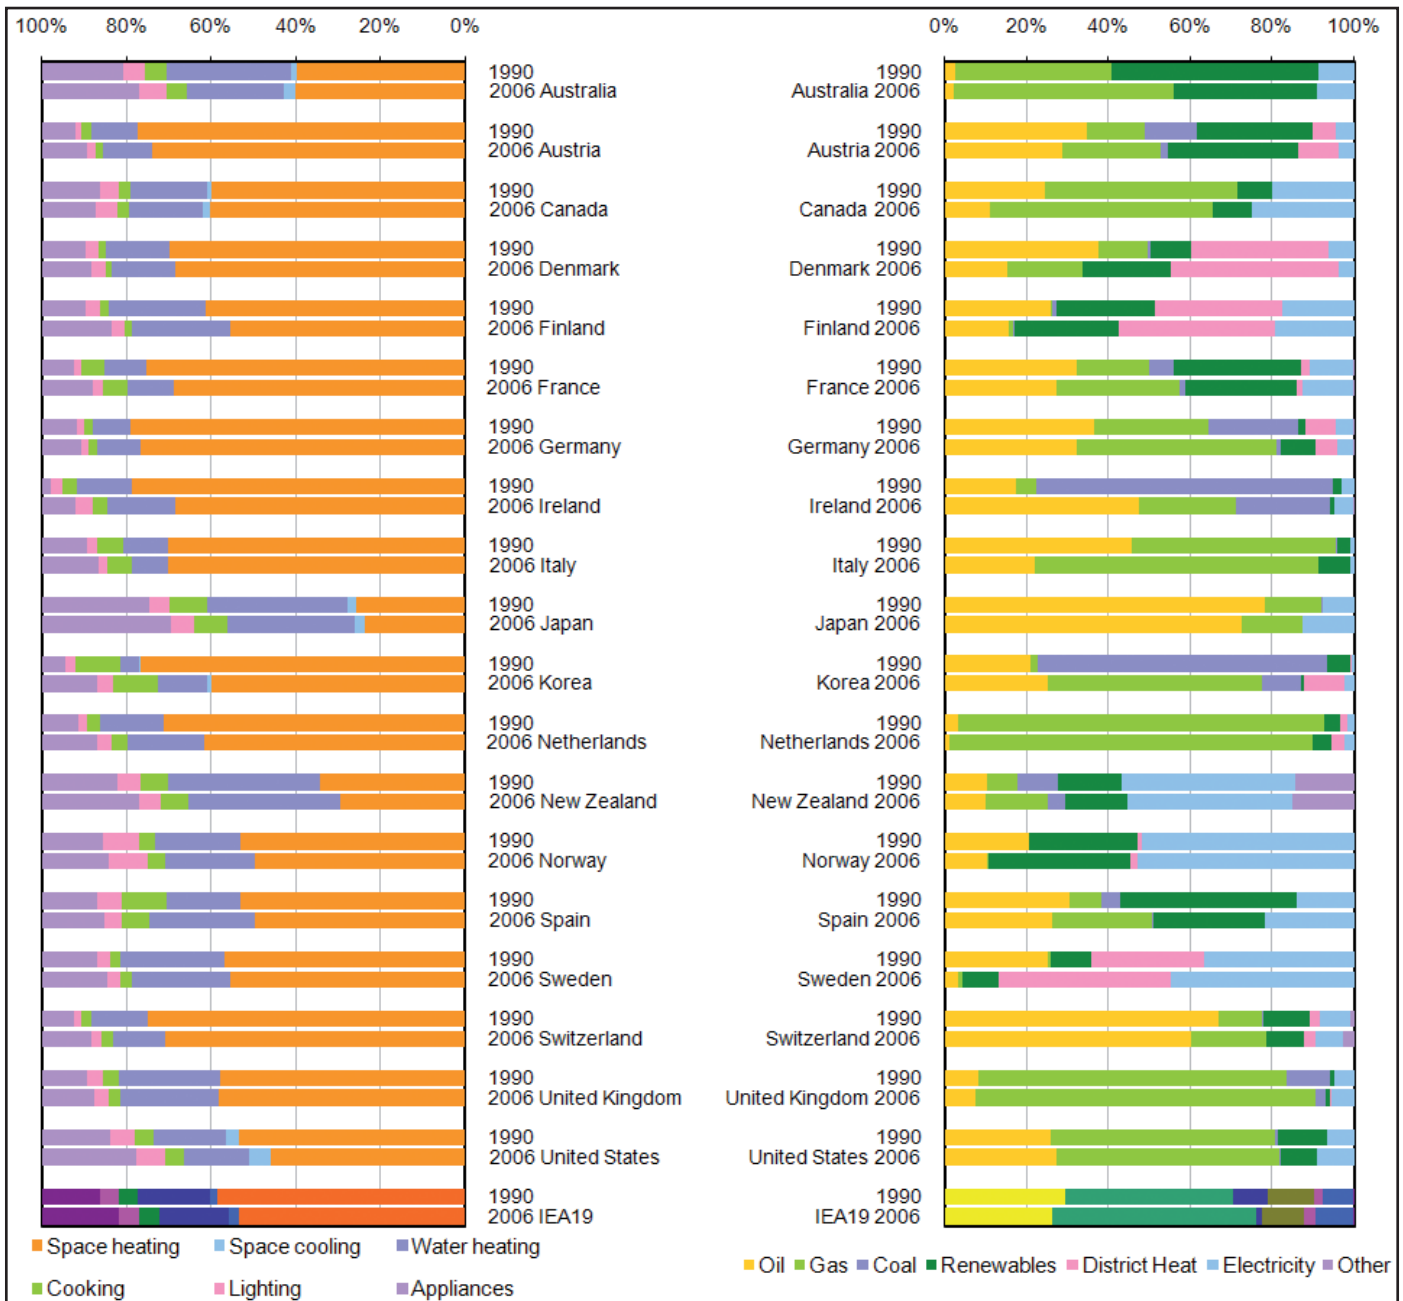 100% 80% 60% 40% 20% 0% 0% 20% 40% 60% 80% 100%
1990 1990
2006 Australia Australia 2006
1990 1990
2006 Austria Austria 2006
1990 1990
2006 Canada Canada 2006
1990 1990
2006 Denmark Denmark 2006
1990 1990
2006 Finland Finland 2006
1990 1990
2006 France France 2006
1990 1990
2006 Germany Germany 2006
1990 1990
2006 Ireland Ireland 2006
1990 1990
2006 Italy Italy 2006
1990 1990
2006 Japan Japan 2006
1990 1990
2006 Korea Korea 2006
1990 1990
2006 Netherlands Netherlands 2006
1990 1990
2006 New Zealand New Zealand 2006
1990 1990
2006 Norway Norway 2006
1990 1990
2006 Spain Spain 2006
1990 1990
2006 Sweden Sweden 2006
1990 1990
2006 Switzerland Switzerland 2006
1990 1990
2006 United Kingdom United Kingdom 2006
1990 1990
2006 United States United States 2006
1990 1990
2006 IEA19 IEA19 2006
Space heating Space cooling Water heating
Cooking Lighting Appliances
Oil Gas Coal Renewables District Heat Electricity Other